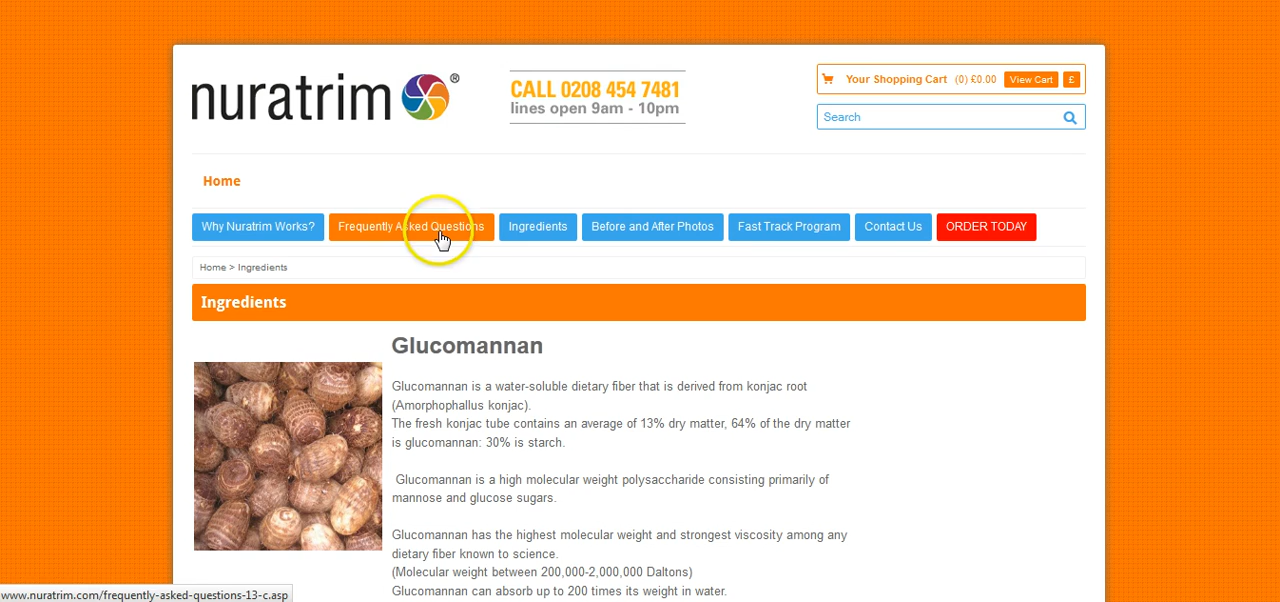 nuratrim®
CALL 0208 454 7481
lines open 9am - 10pm
Your Shopping Cart (0) £0.00 View Cart £
Search
Home
Why Nuratrim Works? Frequently Asked Questions Ingredients Before and After Photos Fast Track Program Contact Us ORDER TODAY
Home > Ingredients
Ingredients
Glucomannan
Glucomannan is a water-soluble dietary fiber that is derived from konjac root
(Amorphophallus konjac).
The fresh konjac tube contains an average of 13% dry matter, 64% of the dry matter
is glucomannan: 30% is starch.
Glucomannan is a high molecular weight polysaccharide consisting primarily of
mannose and glucose sugars.
Glucomannan has the highest molecular weight and strongest viscosity among any
dietary fiber known to science.
(Molecular weight between 200,000-2,000,000 Daltons)
Glucomannan can absorb up to 200 times its weight in water.
www.nuratrim.com/frequently-asked-questions-13-c.asp